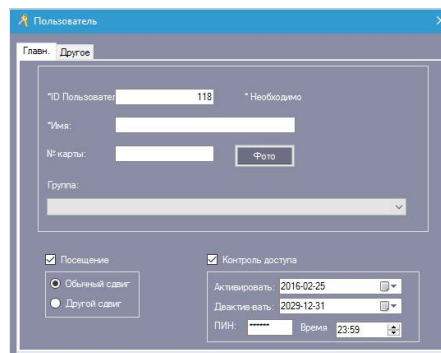 Пользователь
Главн. Другое
*ID Пользовател 118 * Необходимо
*Имя:
№ карты: Фото
Группа:
Посещение Контроль доступа
Обычный сдвиг Активировать: 2016-02-25
Другой сдвиг Деактив-вать: 2029-12-31
ПИН: ****** Время 23:59